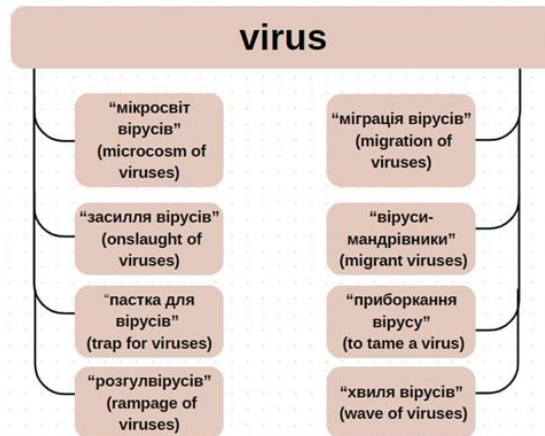 virus
“мікросвіт
вірусів”
(microcosm of
viruses)
“засилля вірусів”
(onslaught of
viruses)
“пастка для
вірусів”
(trap for viruses)
“розгулвірусів”
(rampage of
viruses)
“міграція вірусів”
(migration of
viruses)
“віруси-
мандрівники”
(migrant viruses)
“приборкання
вірусу”
(to tame a virus)
“хвиля вірусів”
(wave of viruses)